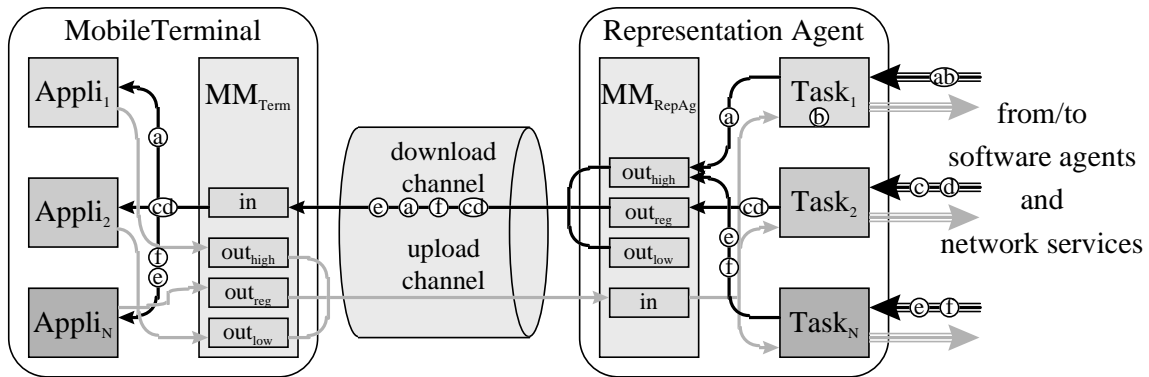 MobileTerminal
Appli1
Appli2
AppliN
MMTerm
in
outhigh
outreg
outlow
a
cd
f
e
download
channel
e a f cd
upload
channel
Representation Agent
MMRepAg
outhigh
outreg
outlow
in
a
cd
e
f
Task1
b
Task2
TaskN
ab
c d
e f
from/to
software agents
and
network services